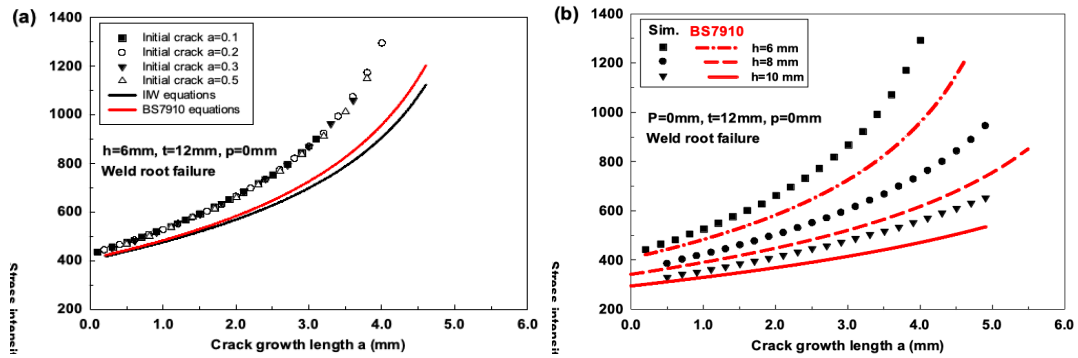 (a)
1400
1200
1000
800
600
400
200
Initial crack a=0.1
Initial crack a=0.2
Initial crack a=0.3
Initial crack a=0.5
IIW equations
BS7910 equations
h=6mm, t=12mm, p=0mm
Weld root failure
0.0 1.0 2.0 3.0 4.0 5.0 6.0
Crack growth length a (mm)
Stress intensi
(b)
1400
1200
1000
800
600
400
200
Sim. BS7910
h=6 mm
h=8 mm
h=10 mm
P=0mm, t=12mm, p=0mm
Weld root failure
0.0 1.0 2.0 3.0 4.0 5.0 6.0
Crack growth length a (mm)
Stress intensi